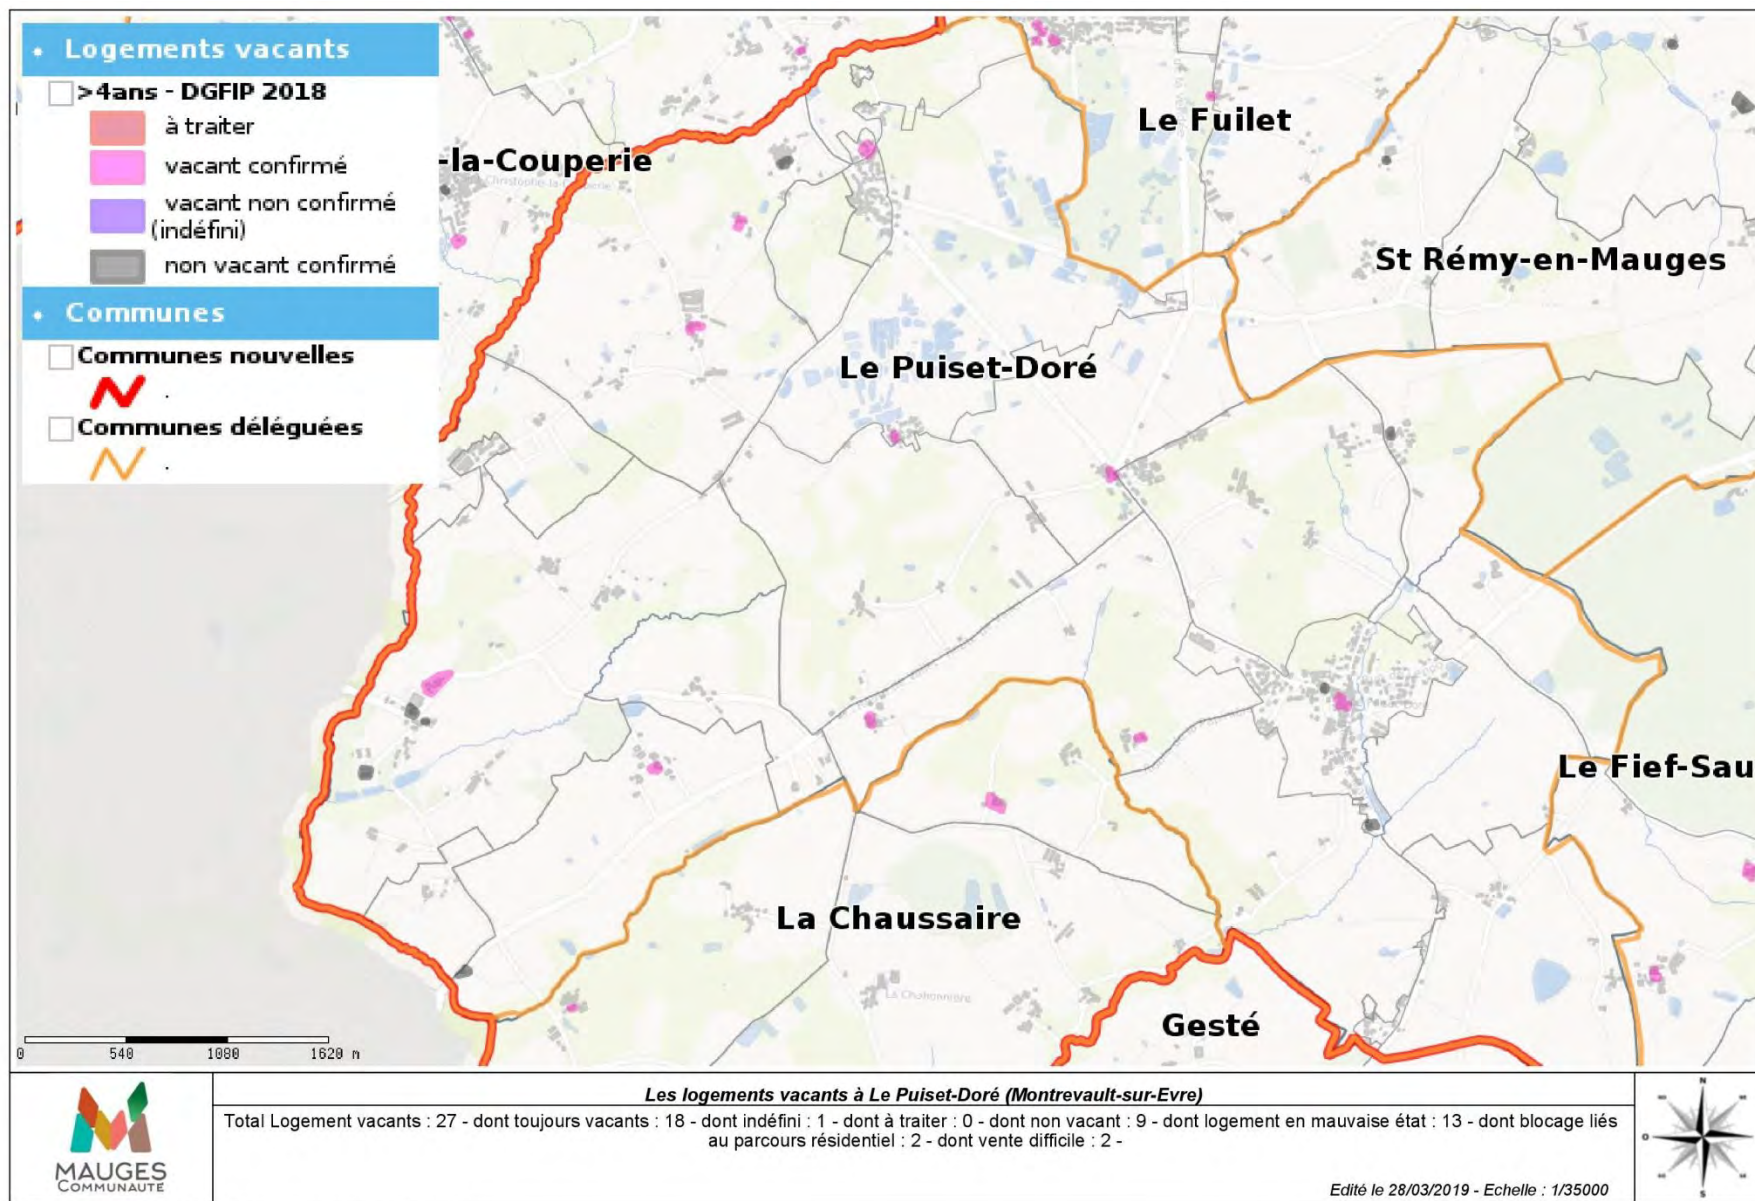 Logements vacants
>4ans - DGFIP 2018
à traiter
vacant confirmé
vacant non confirmé
(indéfini)
non vacant confirmé
Communes
Communes nouvelles
.
Communes déléguées
.
-la-Couperie
Christophe-la-Couperie
Le Fuilet
St Rémy-en-Mauges
Le Puiset-Doré
Le Fief-Sau
La Chaussaire
Gesté
0 540 1080 1620 m
MAUGES
COMMUNAUTÉ
Les logements vacants à Le Puiset-Doré (Montrevault-sur-Evre)
Total Logement vacants : 27 - dont toujours vacants : 18 - dont indéfini : 1 - dont à traiter : 0 - dont non vacant : 9 - dont logement en mauvaise état : 13 - dont blocage liés
au parcours résidentiel : 2 - dont vente difficile : 2 -
Edité le 28/03/2019 - Echelle : 1/35000
N
O
E
S